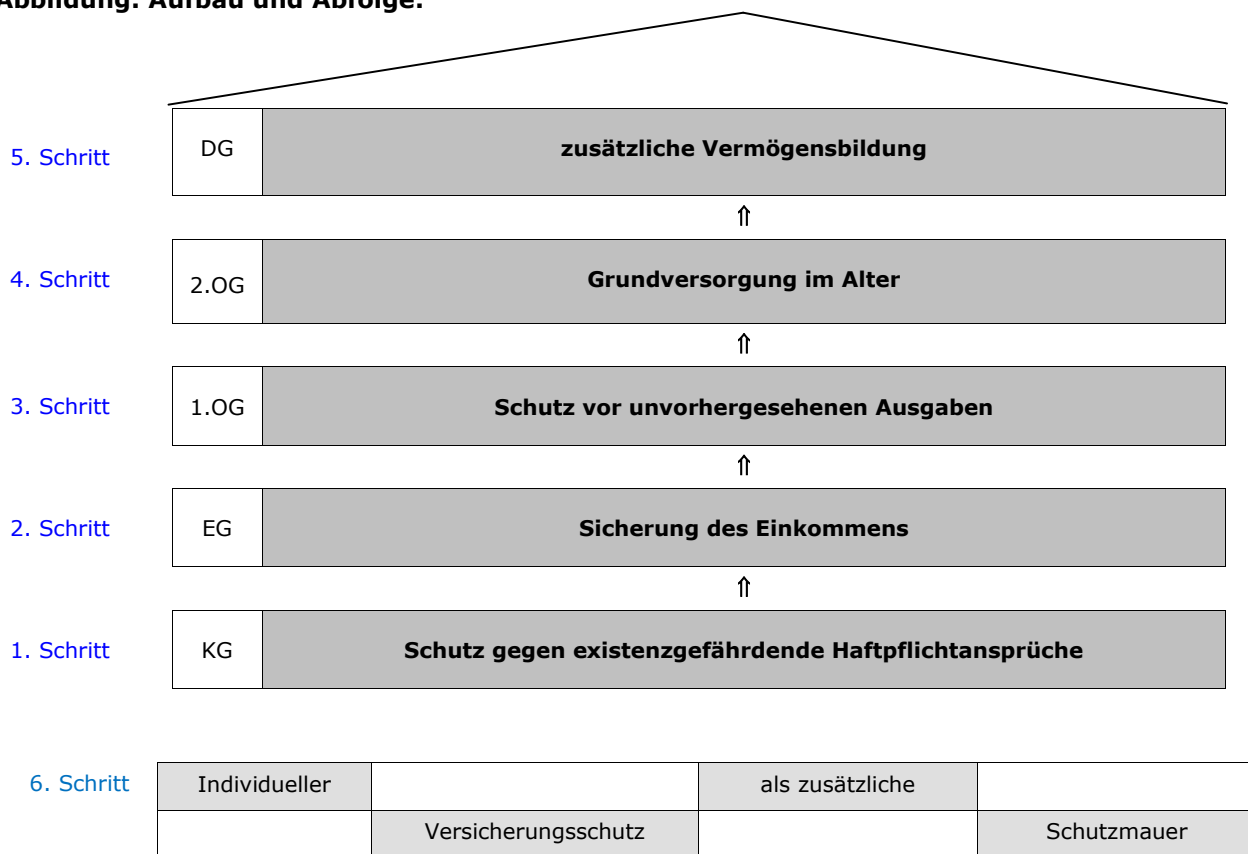 Abbildung: Aufbau und Abfolge:
5. Schritt DG zusätzliche Vermögensbildung
⇑
4. Schritt 2.OG Grundversorgung im Alter
⇑
3. Schritt 1.OG Schutz vor unvorhergesehenen Ausgaben
⇑
2. Schritt EG Sicherung des Einkommens
⇑
1. Schritt KG Schutz gegen existenzgefährdende Haftpflichtansprüche
6. Schritt Individueller als zusätzliche
Versicherungsschutz Schutzmauer